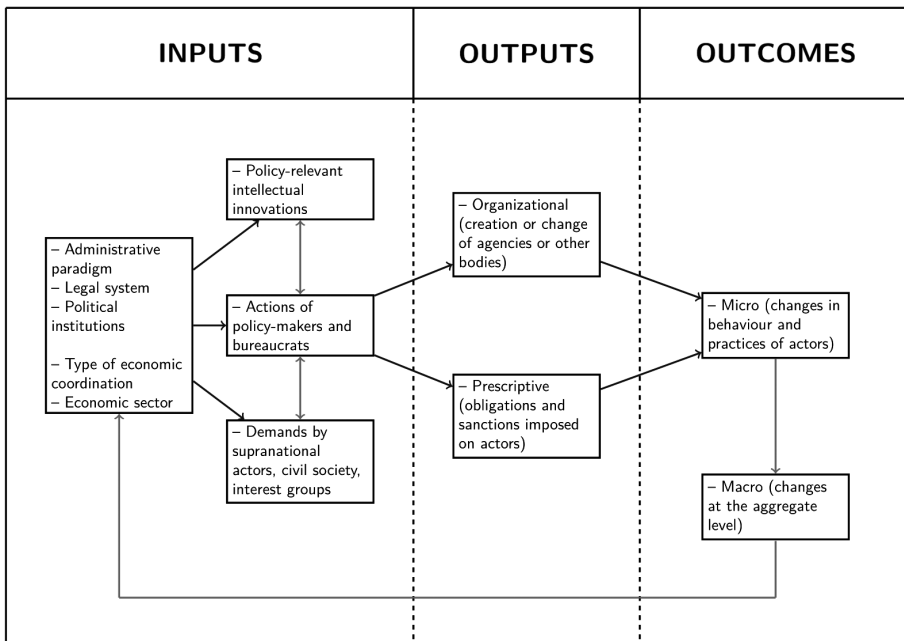 INPUTS
OUTPUTS
OUTCOMES
– Administrative
paradigm
– Legal system
– Political
institutions
– Type of economic
coordination
– Economic sector
– Policy-relevant
intellectual
innovations
– Actions of
policy-makers and
bureaucrats
– Demands by
supranational
actors, civil society,
interest groups
– Organizational
(creation or change
of agencies or other
bodies)
– Prescriptive
(obligations and
sanctions imposed
on actors)
– Micro (changes in
behaviour and
practices of actors)
– Macro (changes
at the aggregate
level)